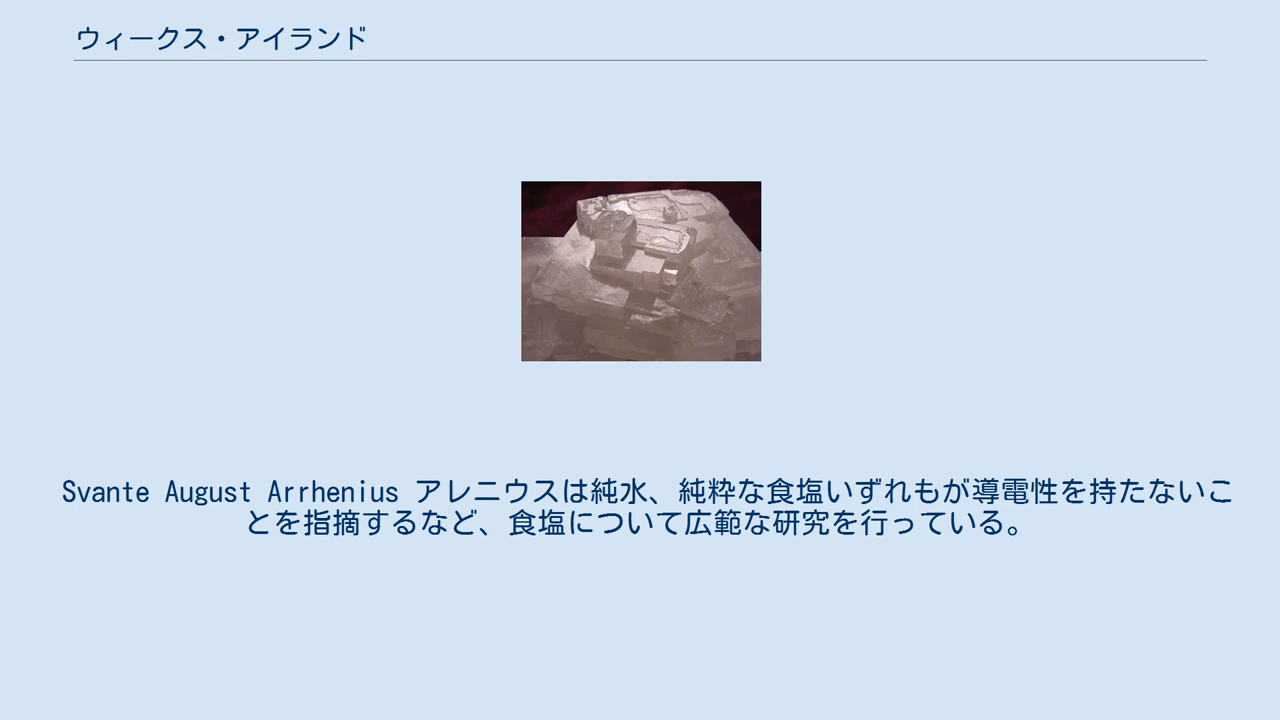 ウィークス・アイランド
Svante August Arrhenius アレニウスは純水、純粋な食塩いずれもが導電性を持たないこ
とを指摘するなど、食塩について広範な研究を行っている。